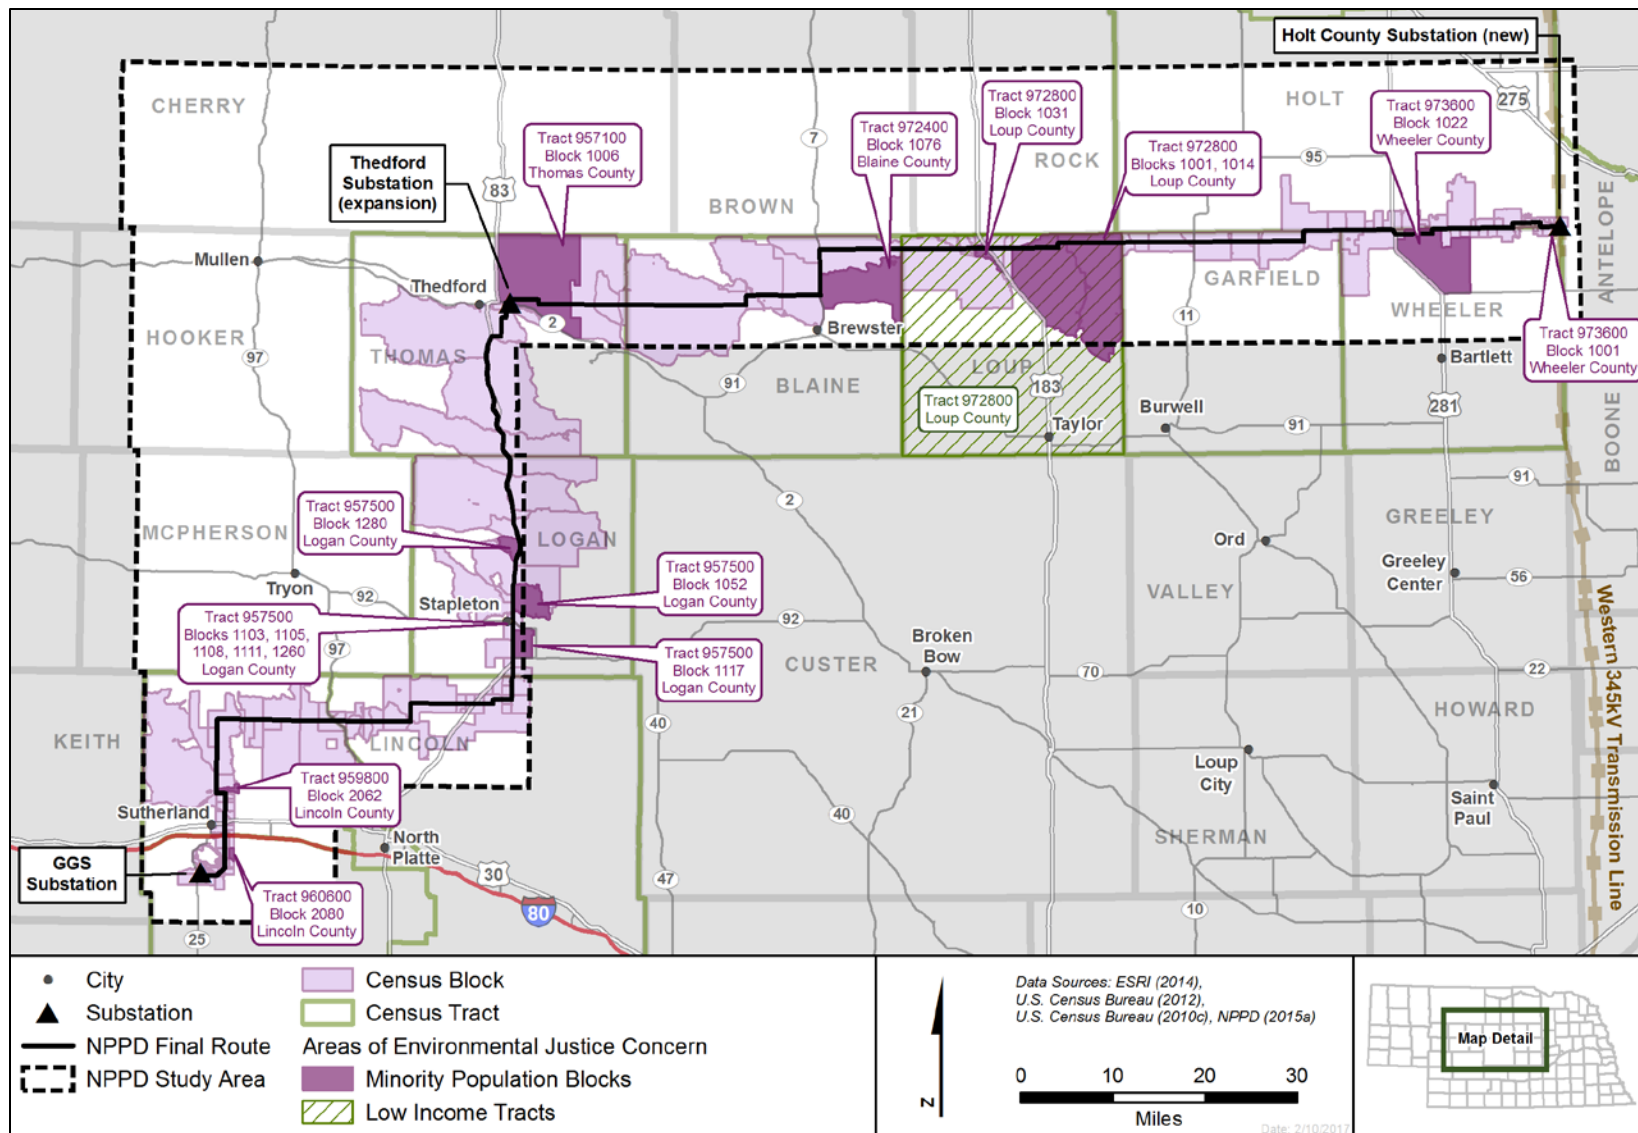 Holt County Substation (new)
CHERRY
HOLT
275
Tract 957100
Block 1006
Thomas County
7
Tract 972400
Block 1076
Blaine County
Tract 972800
Block 1031
Loup County
ROCK
Tract 972800
Blocks 1001, 1014
Loup County
95
Tract 973600
Block 1022
Wheeler County
Thedford
Substation
(expansion)
83
BROWN
ANTELOPE
Mullen
Thedford
GARFIELD
WHEELER
2
Brewster
11
HOOKER
97
THOMAS
91
BLAINE
LOUP
183
Tract 972800
Loup County
Taylor
Burwell
91
281
Bartlett
Tract 973600
Block 1001
Wheeler County
BOONE
91
Tract 957500
Block 1280
Logan County
MCPHERSON
LOGAN
2
GREELEY
Ord
Tryon
92
Stapleton
Tract 957500
Block 1052
Logan County
VALLEY
Greeley
Center
56
Tract 957500
Blocks 1103, 1105,
1108, 1111, 1260
Logan County
97
92
Tract 957500
Block 1117
Logan County
CUSTER
Broken
Bow
70
22
Western 345kV Transmission Line
KEITH
LINCOLN
40
21
HOWARD
Tract 959800
Block 2062
Lincoln County
Sutherland
Loup
City
Saint
Paul
North
Platte
40
SHERMAN
GGS
Substation
30
47
80
10
Tract 960600
Block 2080
Lincoln County
25
City
Substation
NPPD Final Route
NPPD Study Area
Census Block
Census Tract
Areas of Environmental Justice Concern
Minority Population Blocks
Low Income Tracts
N
Data Sources: ESRI (2014),
U.S. Census Bureau (2012),
U.S. Census Bureau (2010c), NPPD (2015a)
0 10 20 30
Miles
Date: 2/10/2017
Map Detail